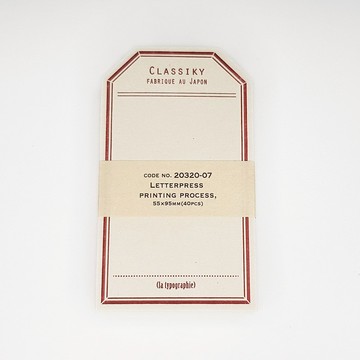 CLASSIKY
FABRIQUE AU JAPON
CODE NO. 20320-07
LETTERPRESS
PRINTING PROCESS,
55×95MM(40PCS)
(la typographie)